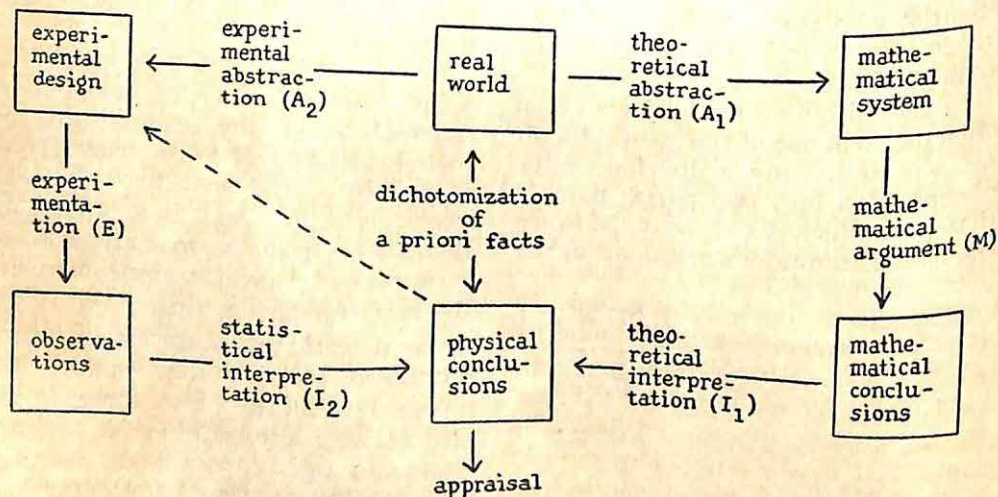 experi-
mental
design
experi-
mental
abstrac-
tion (A₂)
real
world
theo-
retical
abstrac-
tion (A₁)
mathe-
matical
system
experi-
menta-
tion (E)
dichotomization
of
a priori facts
mathe-
matical
argument (M)
observa-
tions
statis-
tical
interpre-
tation (I₂)
physical
conclu-
sions
theo-
retical
interpre-
tation (I₁)
mathe-
matical
conclu-
sions
appraisal